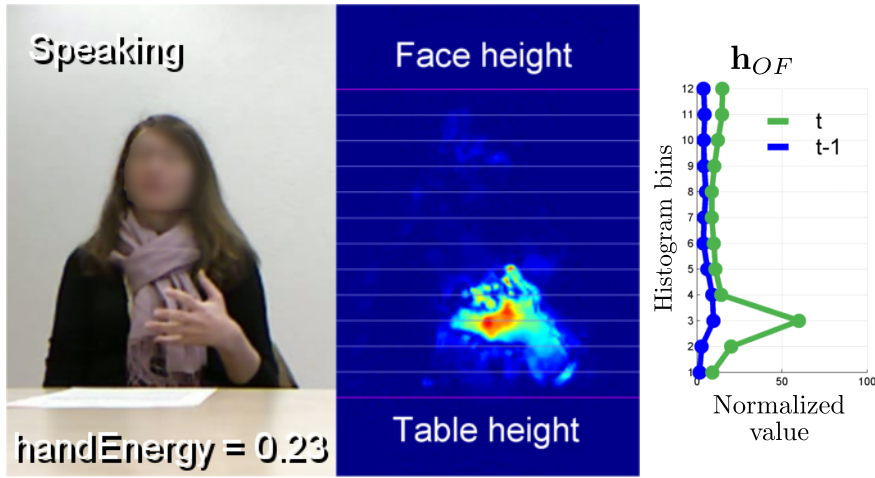 Speaking
handEnergy = 0.23
Face height
Table height
h_OF
12
11
10
9
8
7
6
5
4
3
2
1
0
50
100
t
t-1
Histogram bins
Normalized
value